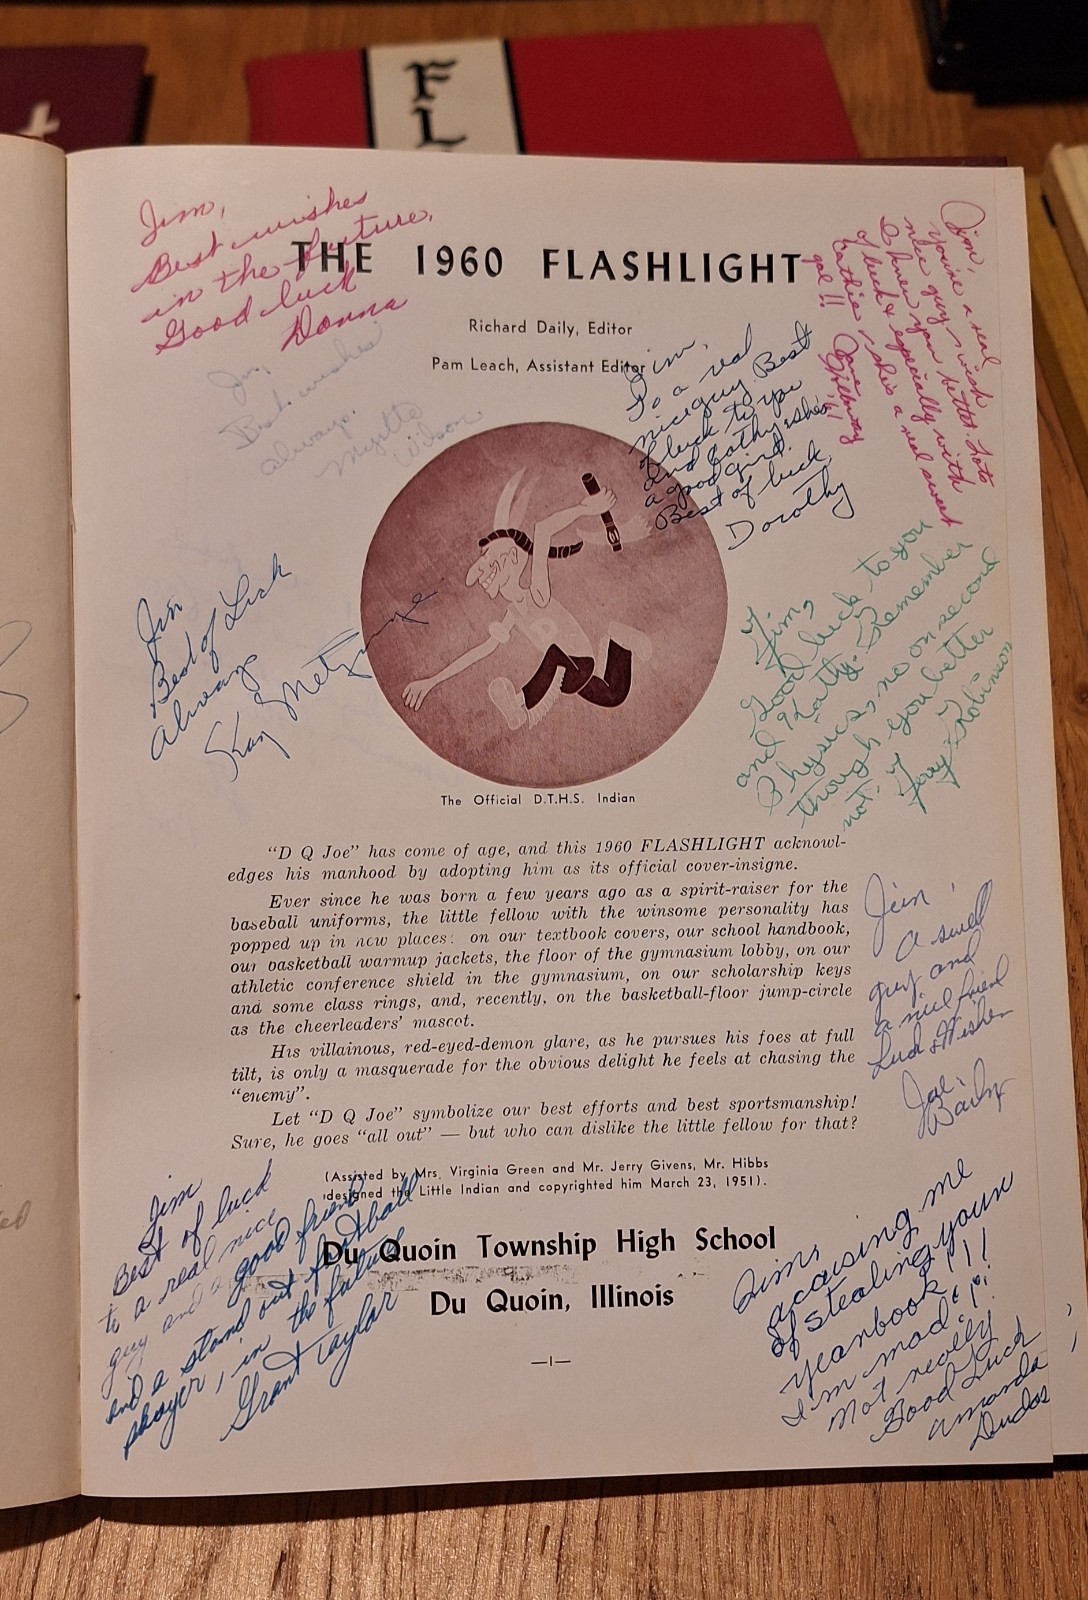 FL
THE 1960 FLASHLIGHT
Richard Daily, Editor
Pam Leach, Assistant Editor
Jim,
Best wishes
in the future.
Good luck
Donna
Jim,
Best wishes
always.
Myrtle
Wilson
Jim,
To a real
nice guy Best
of luck to you
and Cathy, she's
a good girl.
Best of luck
Dorothy
Jim,
you're a real
nice guy, wish
I knew you better. Lots
of luck & especially with
Cathie, she's a real sweet
gal!! Jane
'61
Jim
Best of Luck
Always
Kay
Jim,
Good luck to you
and Kathy. Remember
Physics, no on second
though you better
not.
Jerry Robinson
The Official D.T.H.S. Indian
"D Q Joe" has come of age, and this 1960 FLASHLIGHT acknowl-
edges his manhood by adopting him as its official cover-insigne.
Ever since he was born a few years ago as a spirit-raiser for the
baseball uniforms, the little fellow with the winsome personality has
popped up in new places: on our textbook covers, our school handbook,
our basketball warmup jackets, the floor of the gymnasium lobby, on our
athletic conference shield in the gymnasium, on our scholarship keys
and some class rings, and, recently, on the basketball-floor jump-circle
as the cheerleaders' mascot.
His villainous, red-eyed-demon glare, as he pursues his foes at full
tilt, is only a masquerade for the obvious delight he feels at chasing the
"enemy".
Let "D Q Joe" symbolize our best efforts and best sportsmanship!
Sure, he goes "all out" — but who can dislike the little fellow for that?
(Assisted by Mrs. Virginia Green and Mr. Jerry Givens, Mr. Hibbs
designed the Little Indian and copyrighted him March 23, 1951).
Jim
A swell
guy and
a nice friend
Luck & Wishes
Jim
Best of luck
to a real nice
guy and a good friend
and a stand out football
player, in the future
Grant Taylor
Du Quoin Township High School
Du Quoin, Illinois
—1—
Jim,
acousing me
of stealing your
yearbook!!!
I'm mad
Not really
Good Luck
Amanda
Dudas